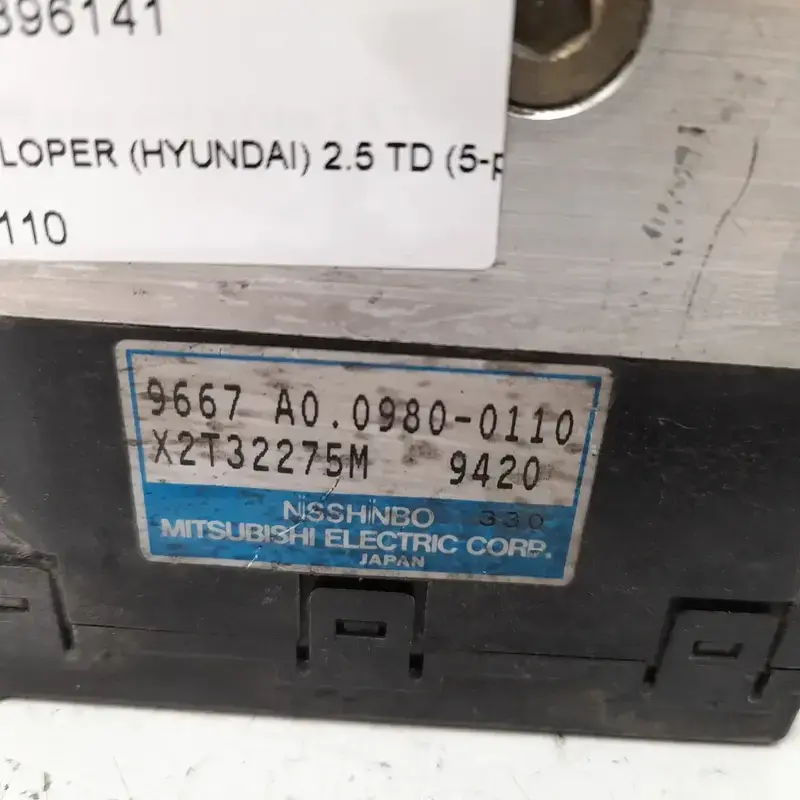 896141
LOPER (HYUNDAI) 2.5 TD (5-p
110
9667 A0.0980-0110
X2T32275M 9420
NISSHINBO 330
MITSUBISHI ELECTRIC CORP.
JAPAN